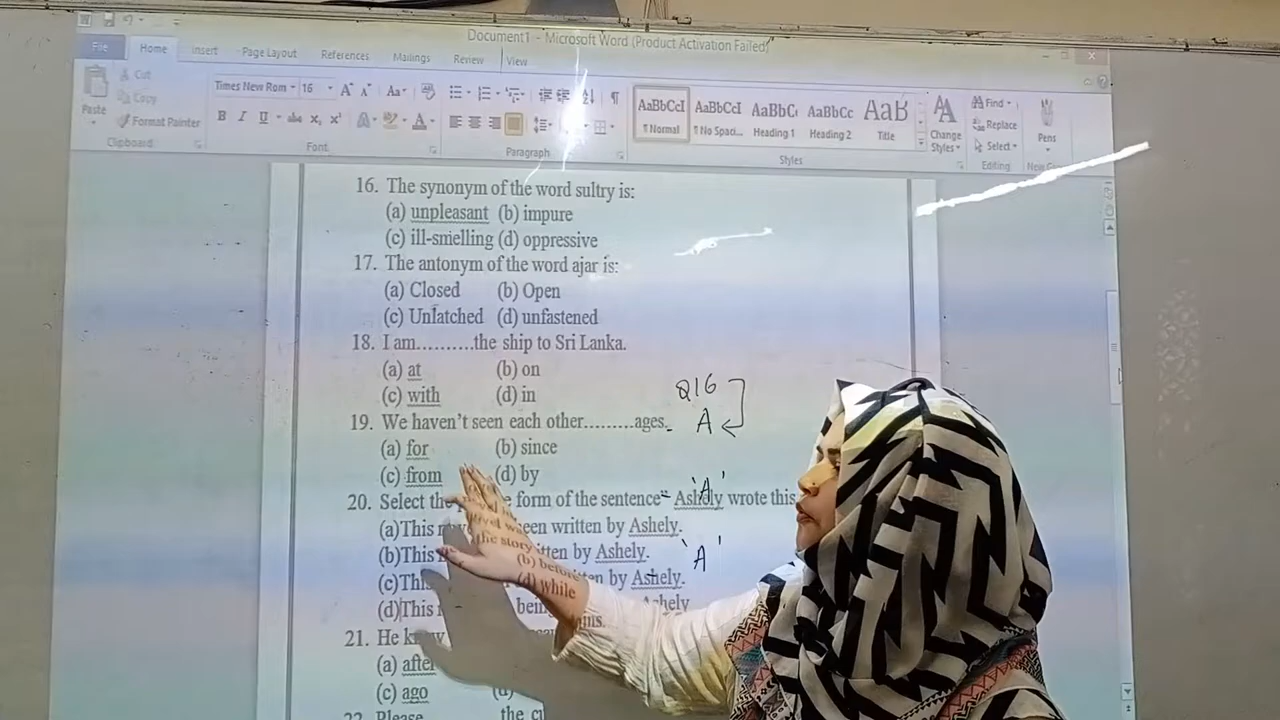 Document1 - Microsoft Word (Product Activation Failed)
File Home Insert Page Layout References Mailings Review View
Paste Cut Copy Format Painter Clipboard
Times New Rom 16 Font
Paragraph
AaBbCcI AaBbCcI AaBbC AaBbCc AaB
Normal No Spaci... Heading 1 Heading 2 Title Change Styles
Styles
Find Replace Select Editing
Pens
16. The synonym of the word sultry is:
(a) unpleasant (b) impure
(c) ill-smelling (d) oppressive
17. The antonym of the word ajar is:
(a) Closed (b) Open
(c) Unlatched (d) unfastened
18. I am.........the ship to Sri Lanka.
(a) at (b) on
(c) with (d) in
Q16
A
19. We haven't seen each other.........ages.
(a) for (b) since
(c) from (d) by
'A'
20. Select the form of the sentence Ashely wrote this
(a)This been written by Ashely.
(b)This by Ashely.
'A'
(c) by Ashely.
(d)This being
the story
(b) before
(d) while
21. He
(a) after
(c) ago
22. Please